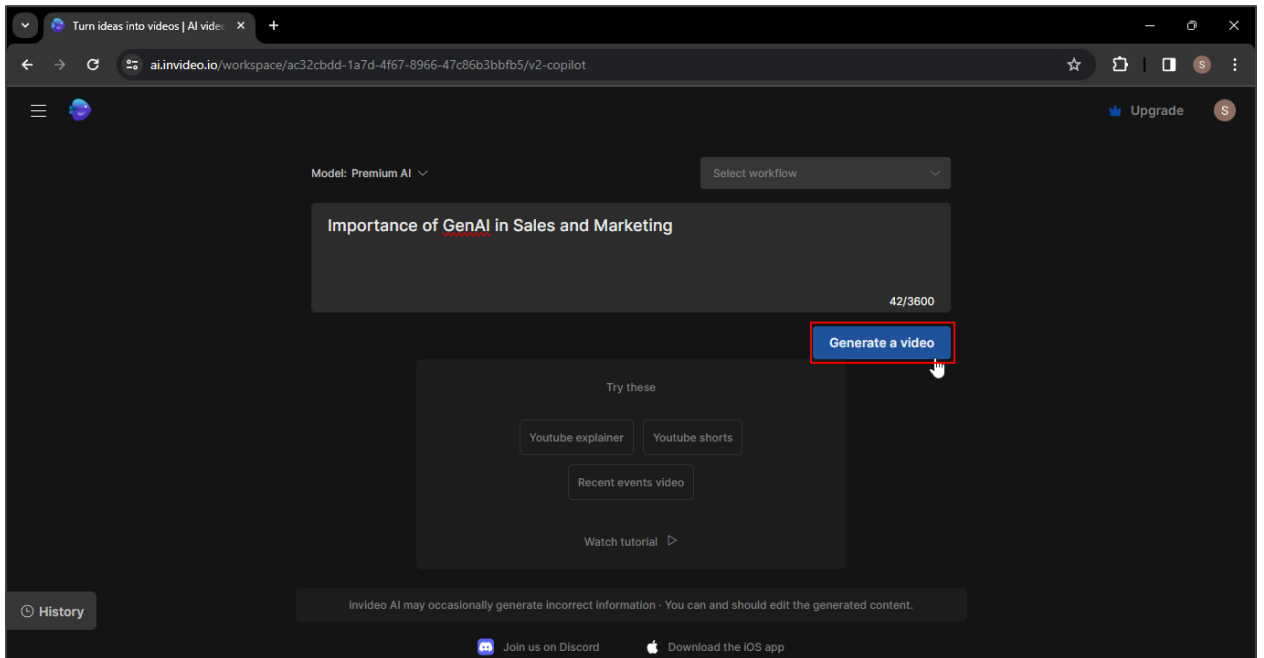 Turn ideas into videos | AI videc
ai.invideo.io/workspace/ac32cbdd-1a7d-4f67-8966-47c86b3bbfb5/v2-copilot
S
Upgrade
S
Model: Premium AI
Select workflow
Importance of GenAI in Sales and Marketing
42/3600
Generate a video
Try these
Youtube explainer
Youtube shorts
Recent events video
Watch tutorial
History
invideo AI may occasionally generate incorrect information · You can and should edit the generated content.
Join us on Discord
Download the iOS app